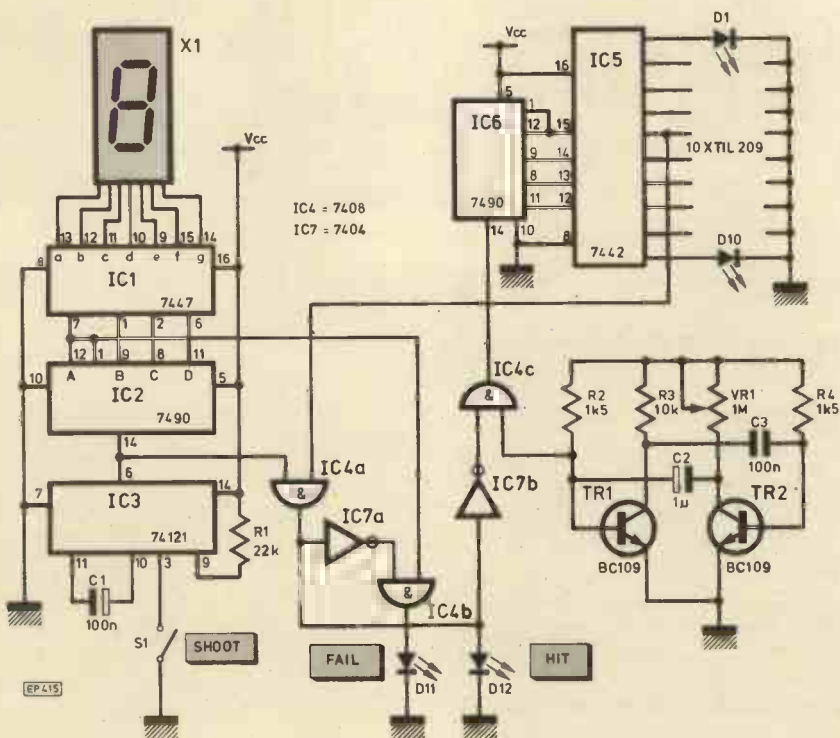 X1
Vcc
13 12 11 10 9 15 14
a b c d e f g
8
16
IC1
7447
7 1 2 6
12 1 9 8 11
A B C D
10
5
IC2
7490
14
6
7
14
IC3
74121
11 10 3 9
C1
100n
R1
22k
S1
SHOOT
EP415
IC4 = 7408
IC7 = 7404
Vcc
5
16
IC6
7490
1
12 15
9 14
8 13
11 12
14
10
8
IC5
7442
D1
10 XTIL 209
D10
IC4a
&
IC7a
&
IC4b
FAIL
D11
D12
HIT
IC4c
&
IC7b
R2
1k5
R3
10k
VR1
1M
R4
1k5
C3
100n
C2
1µ
TR1
TR2
BC109
BC109